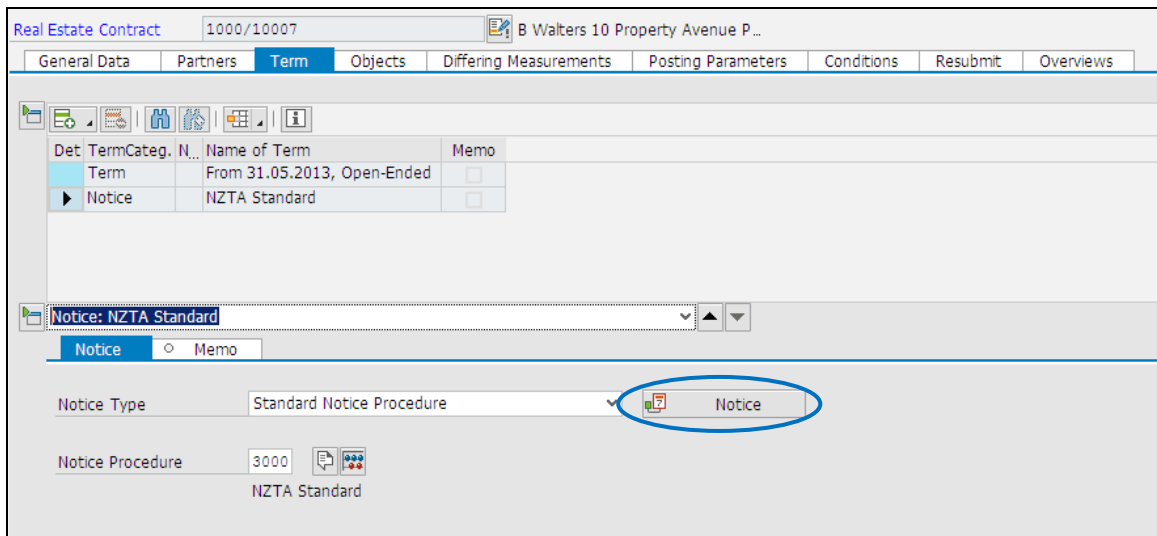 Real Estate Contract 1000/10007 B Walters 10 Property Avenue P...
General Data Partners Term Objects Differing Measurements Posting Parameters Conditions Resubmit Overviews
Det TermCateg. N... Name of Term Memo
Term From 31.05.2013, Open-Ended
Notice NZTA Standard
Notice: NZTA Standard
Notice Memo
Notice Type Standard Notice Procedure 7 Notice
Notice Procedure 3000
NZTA Standard